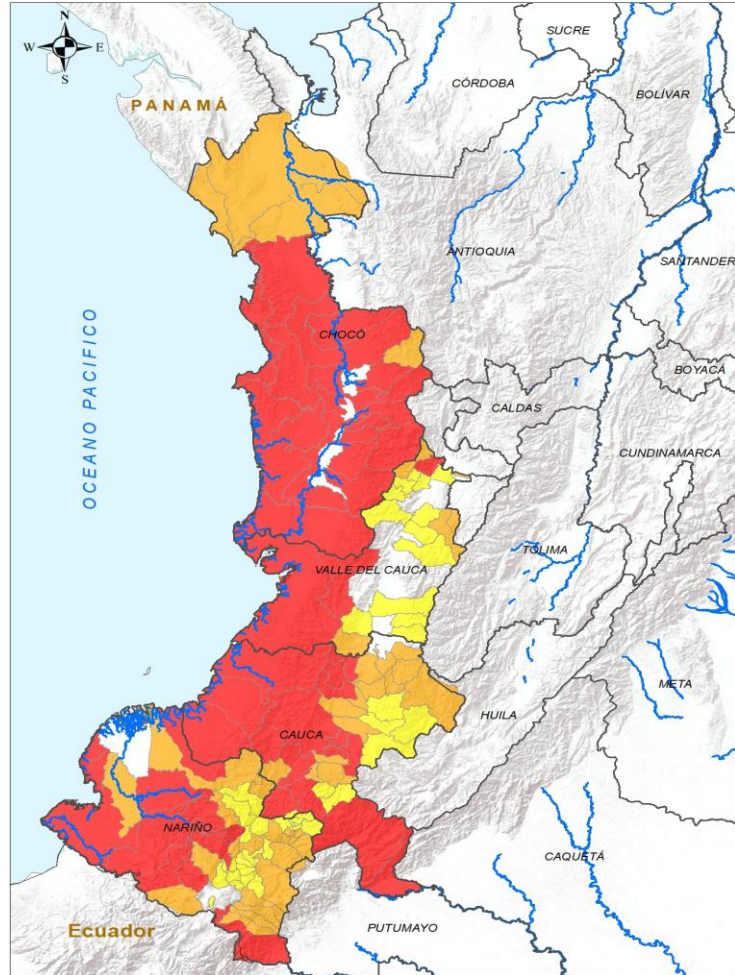 N
W E
S
SUCRE
CÓRDOBA
BOLÍVAR
PANAMÁ
ANTIOQUIA
SANTANDER
OCEANO PACIFICO
CHOCÓ
BOYACÁ
CALDAS
CUNDINAMARCA
TOLIMA
VALLE DEL CAUCA
META
HUILA
CAUCA
NARIÑO
CAQUETÁ
Ecuador
PUTUMAYO